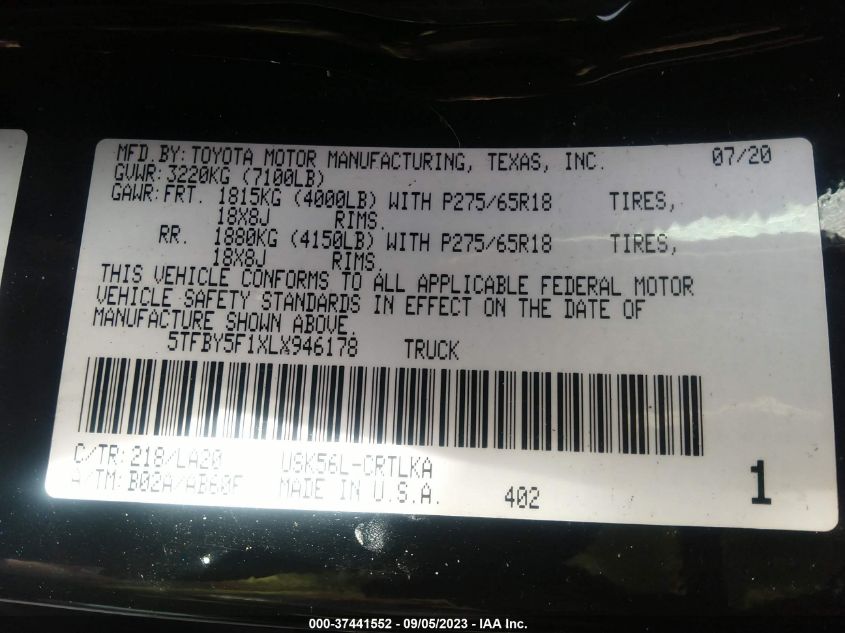 MFD.BY:TOYOTA MOTOR MANUFACTURING, TEXAS, INC. 07/20
GVWR:3220KG (7100LB)
GAWR:FRT. 1815KG (4000LB) WITH P275/65R18 TIRES,
18X8J RIMS.
RR. 1880KG (4150LB) WITH P275/65R18 TIRES,
18X8J RIMS.
THIS VEHICLE CONFORMS TO ALL APPLICABLE FEDERAL MOTOR
VEHICLE SAFETY STANDARDS IN EFFECT ON THE DATE OF
MANUFACTURE SHOWN ABOVE.
5TFBY5F1XLX946178 TRUCK
C/TR:218/LA20 USK56L-CRTLKA
A/TM:B02A/AB60F MADE IN U.S.A. 402 1
000-37441552 - 09/05/2023 - IAA Inc.